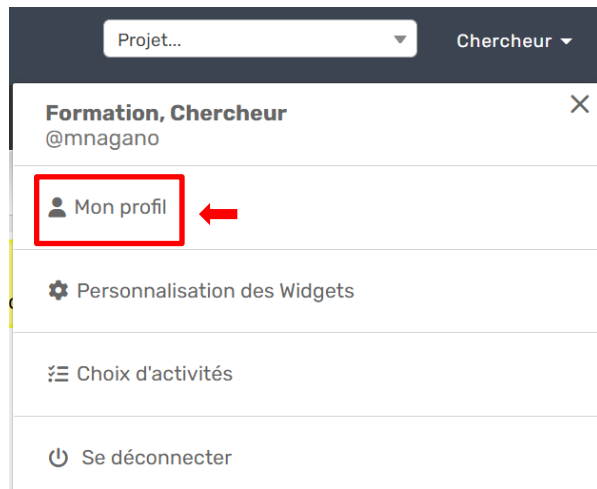 Projet...
Chercheur
Formation, Chercheur
@mnagano
Mon profil
Personnalisation des Widgets
Choix d'activités
Se déconnecter